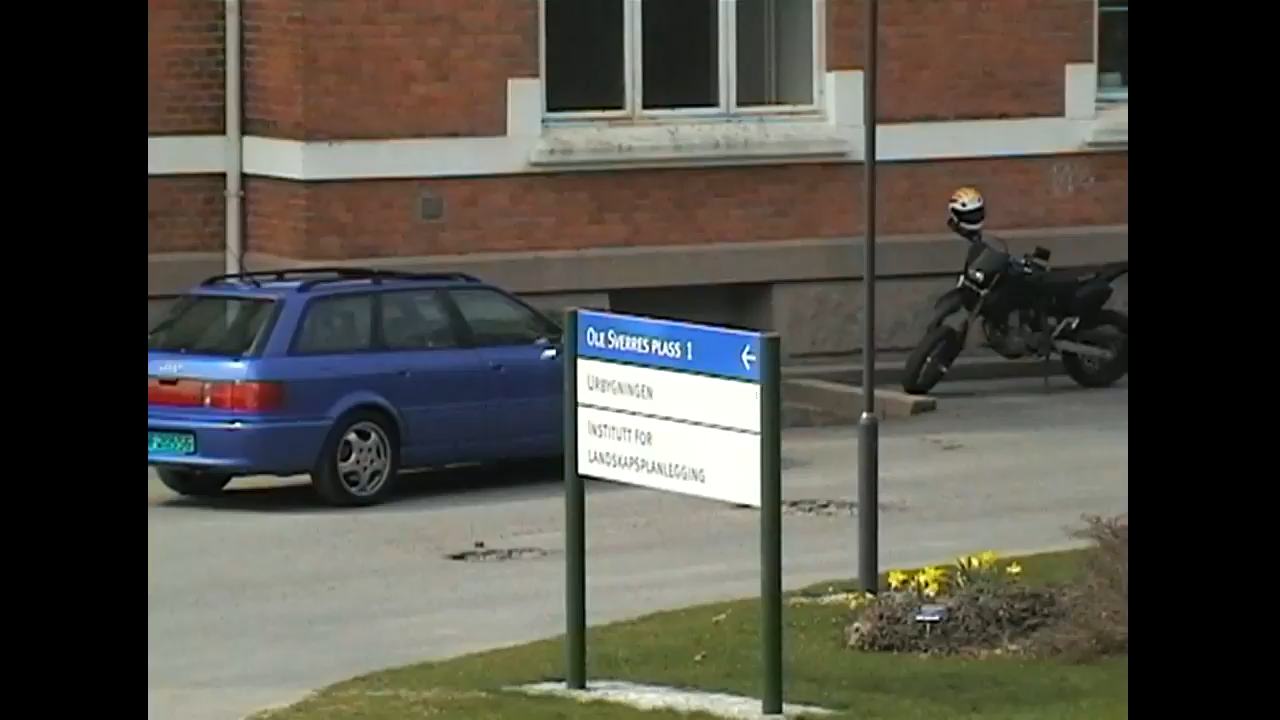 OLE SVERRES PLASS 1
URBYGNINGEN
INSTITUTT FOR
LANDSKAPSPLANLEGGING